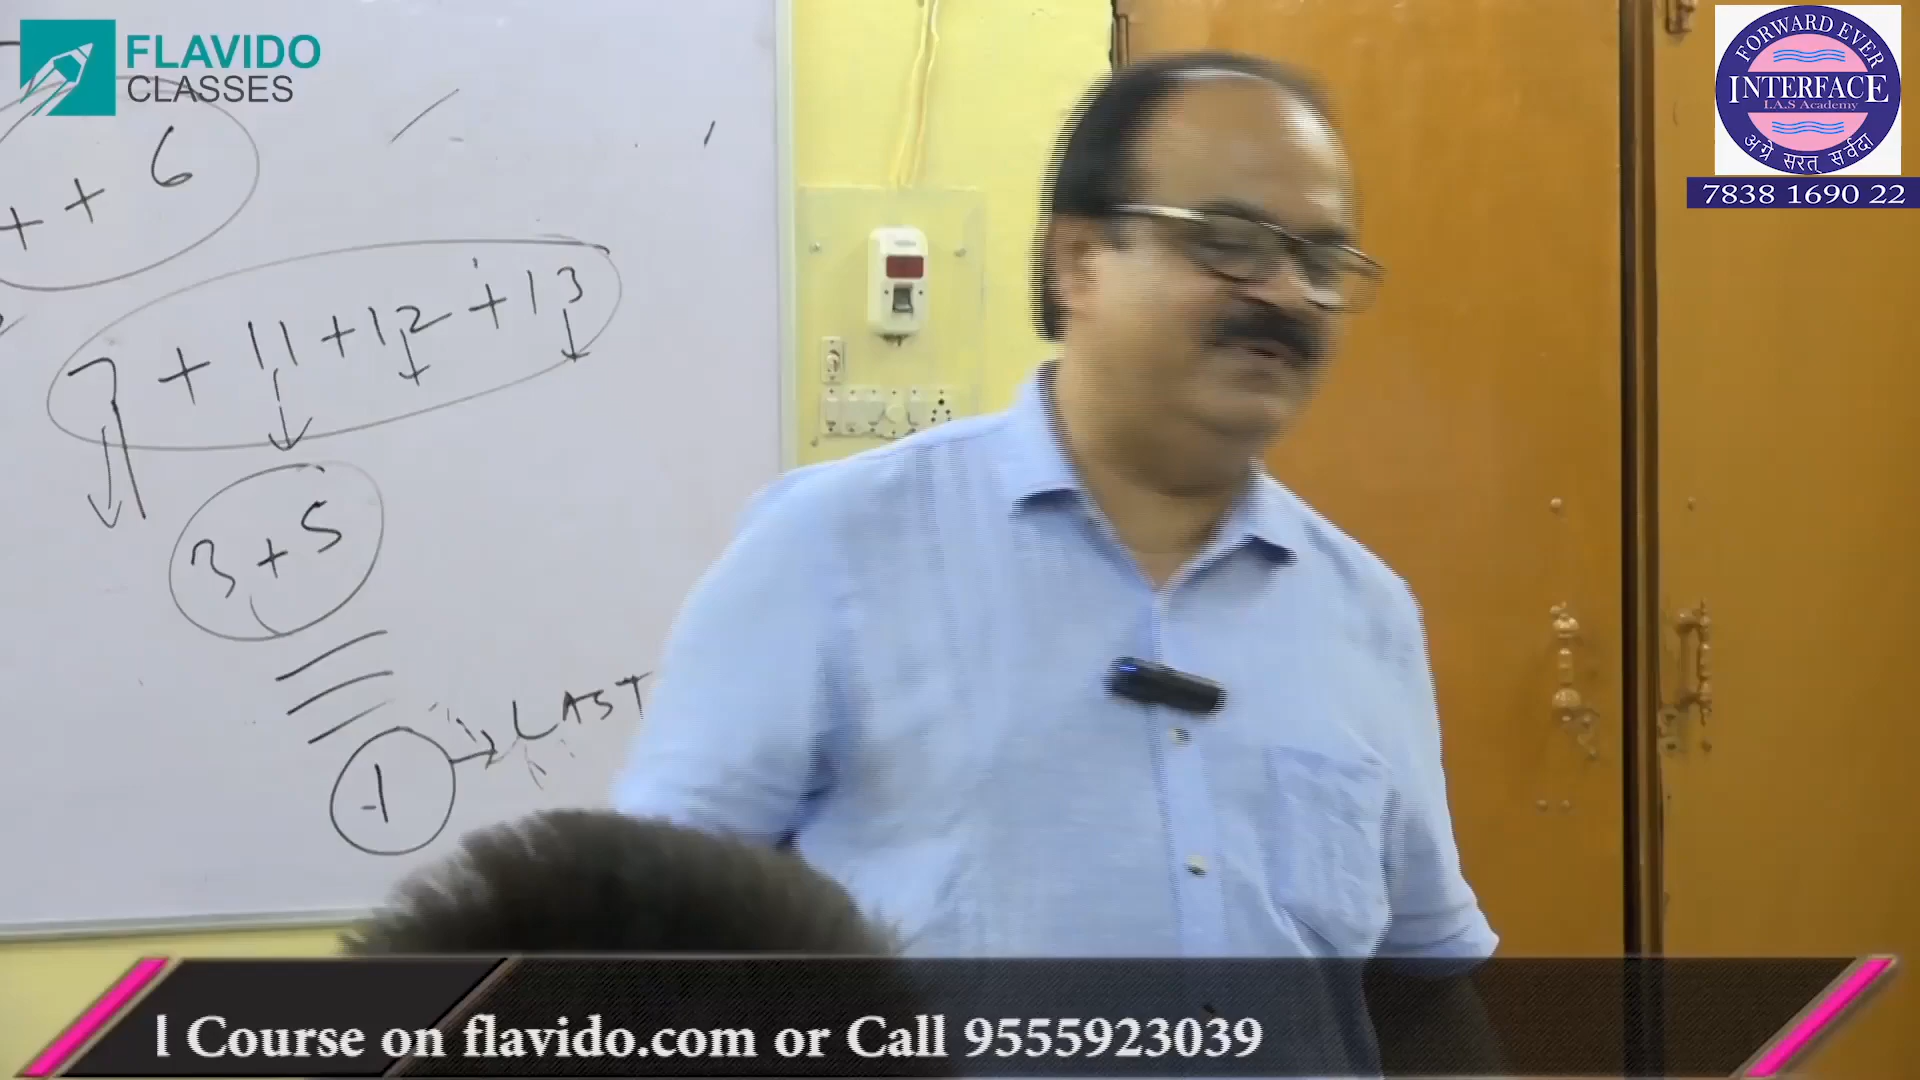 FLAVIDO
CLASSES
FORWARD EVER
INTERFACE
I.A.S Academy
अग्रे सरत् सर्वदा
7838 1690 22
+ + 6
7 + 11 + 12 + 13
3 + 5
1
LAST
l Course on flavido.com or Call 9555923039